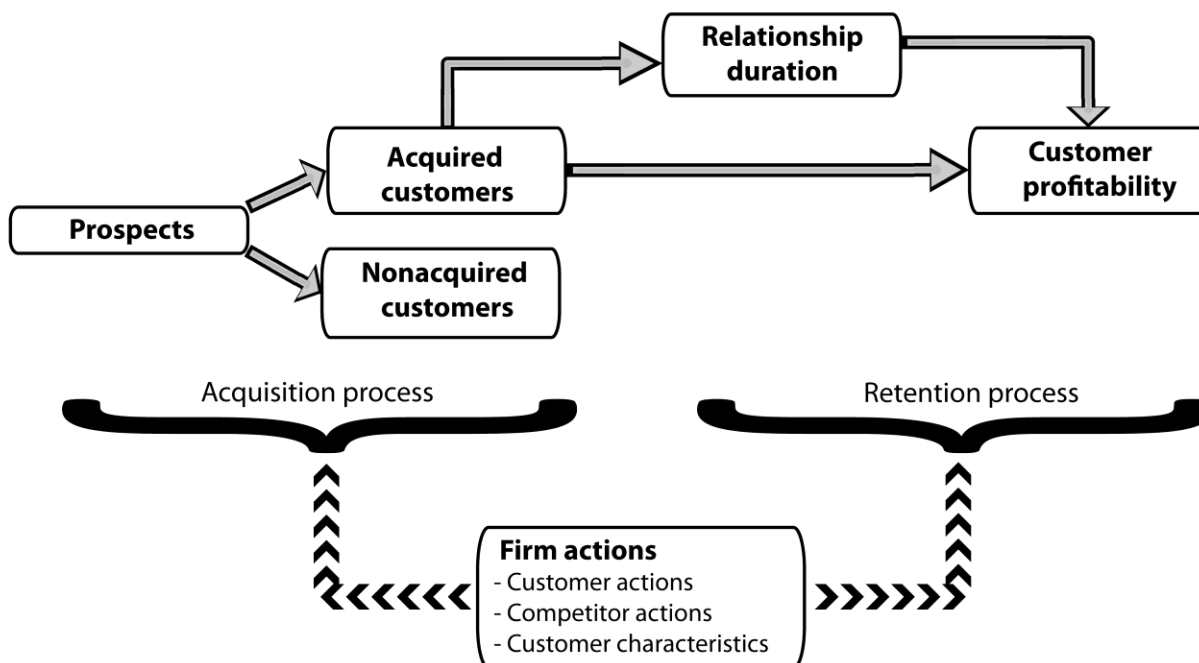 Relationship
duration
Acquired
customers
Customer
profitability
Prospects
Nonacquired
customers
Acquisition process
Retention process
Firm actions
- Customer actions
- Competitor actions
- Customer characteristics